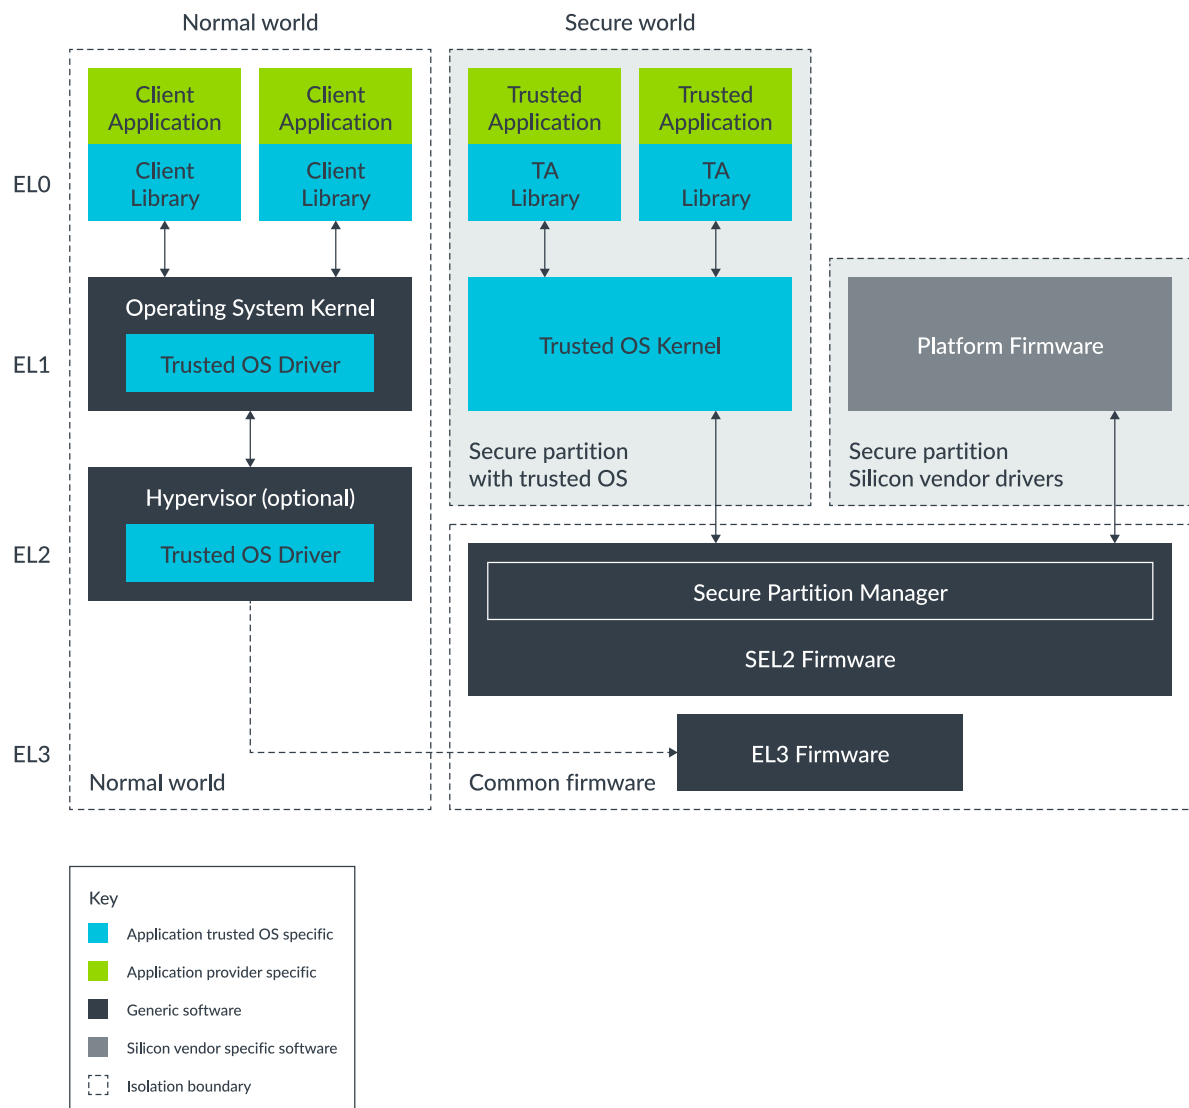 Normal world
Secure world
Client
Application
Client
Application
Trusted
Application
Trusted
Application
EL0
Client
Library
Client
Library
TA
Library
TA
Library
Operating System Kernel
EL1
Trusted OS Driver
Trusted OS Kernel
Platform Firmware
Secure partition
with trusted OS
Secure partition
Silicon vendor drivers
Hypervisor (optional)
EL2
Trusted OS Driver
Secure Partition Manager
SEL2 Firmware
EL3
EL3 Firmware
Normal world
Common firmware
Key
Application trusted OS specific
Application provider specific
Generic software
Silicon vendor specific software
Isolation boundary